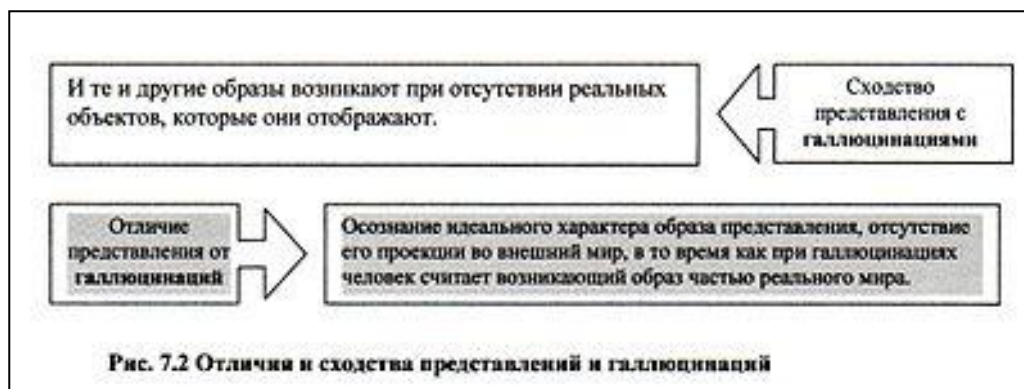 И те и другие образы возникают при отсутствии реальных
объектов, которые они отображают.
Сходство
представления с
галлюцинациями
Отличие
представления от
галлюцинаций
Осознание идеального характера образа представления, отсутствие
его проекции во внешний мир, в то время как при галлюцинациях
человек считает возникающий образ частью реального мира.
Рис. 7.2 Отличия и сходства представлений и галлюцинаций